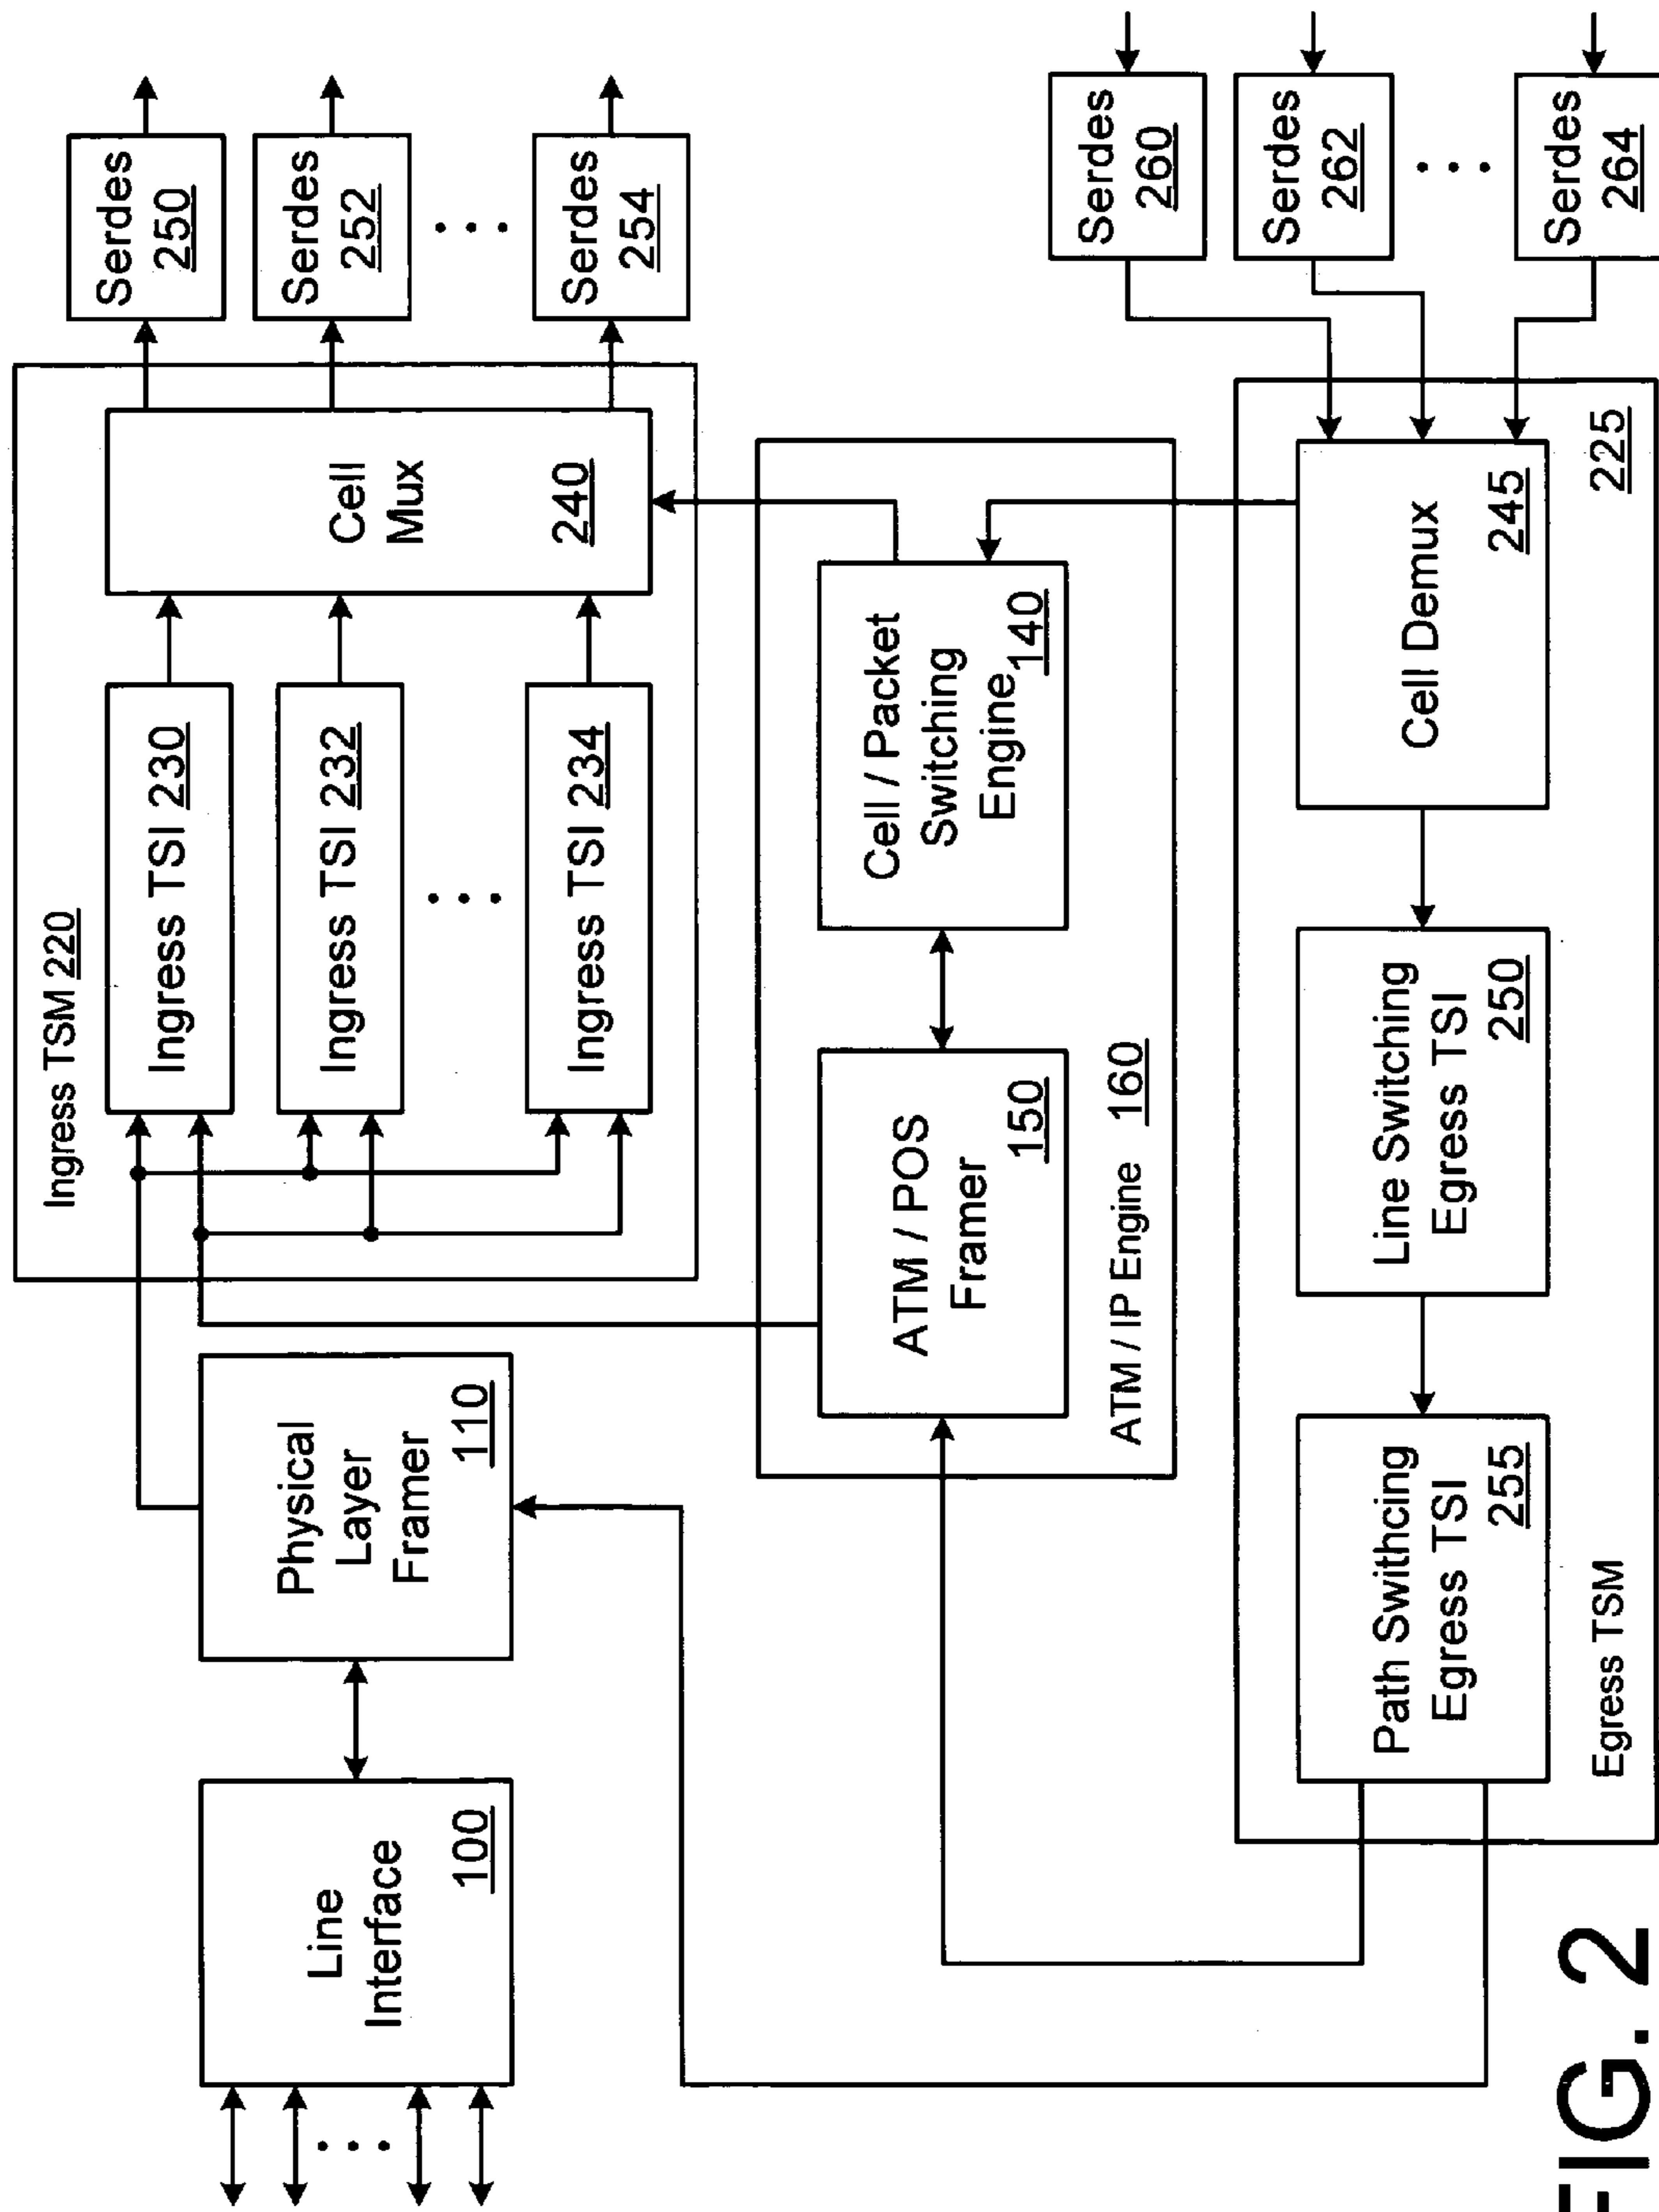 Line
Interface
100
Physical
Layer
Framer
110
Ingress TSM 220
Ingress TSI 230
Ingress TSI 232
Ingress TSI 234
Cell
Mux
240
Serdes
250
Serdes
252
Serdes
254
ATM / POS
Framer
150
Cell / Packet
Switching
Engine
140
ATM / IP Engine 160
Path Swithcing
Egress TSI
255
Line Switching
Egress TSI
250
Cell Demux
245
Egress TSM
225
Serdes
260
Serdes
262
Serdes
264
FIG. 2